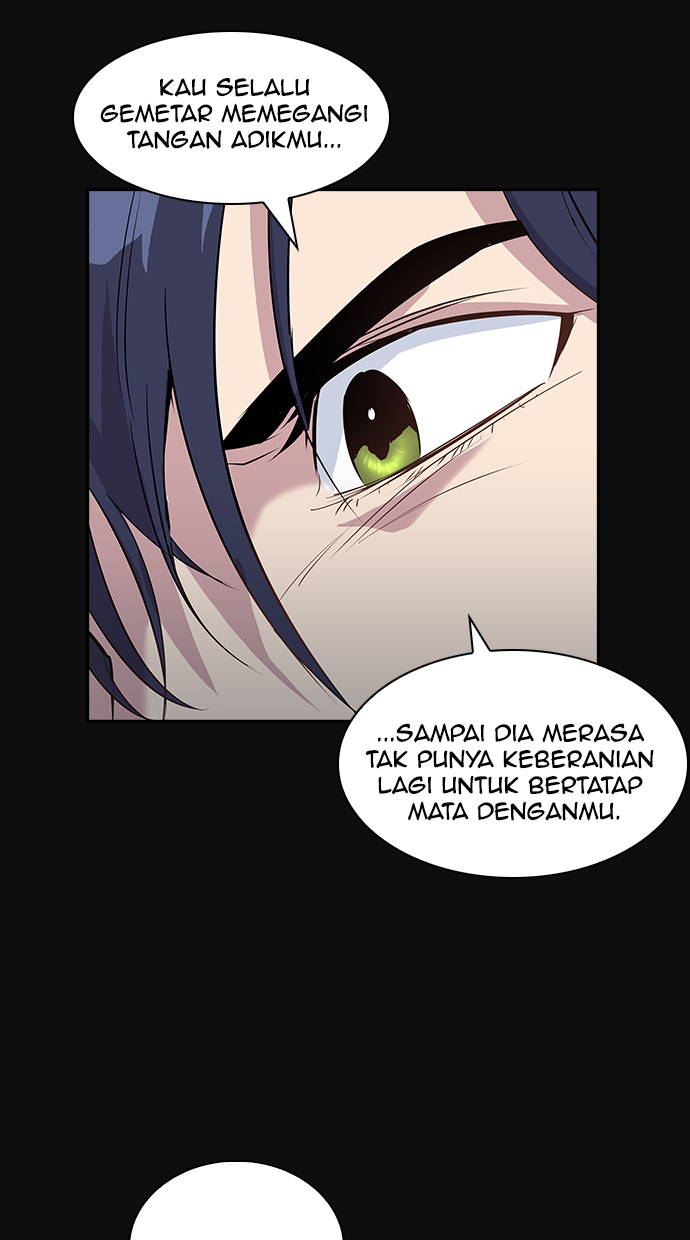 KAU SELALU
GEMETAR MEMEGANGI
TANGAN ADIKMU...
...SAMPAI DIA MERASA
TAK PUNYA KEBERANIAN
LAGI UNTUK BERTATAP
MATA DENGANMU.